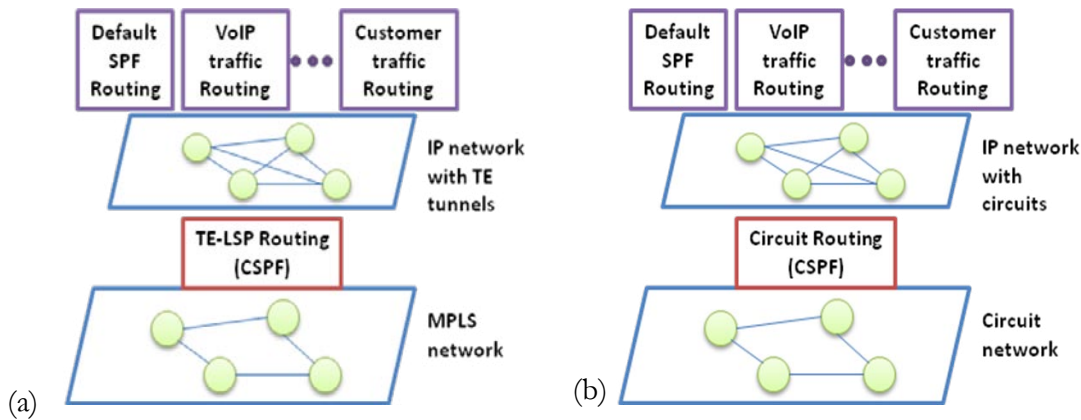 Default
SPF
Routing
VoIP
traffic
Routing
Customer
traffic
Routing
IP network
with TE
tunnels
TE-LSP Routing
(CSPF)
MPLS
network
(a)
Default
SPF
Routing
VoIP
traffic
Routing
Customer
traffic
Routing
IP network
with
circuits
Circuit Routing
(CSPF)
Circuit
network
(b)